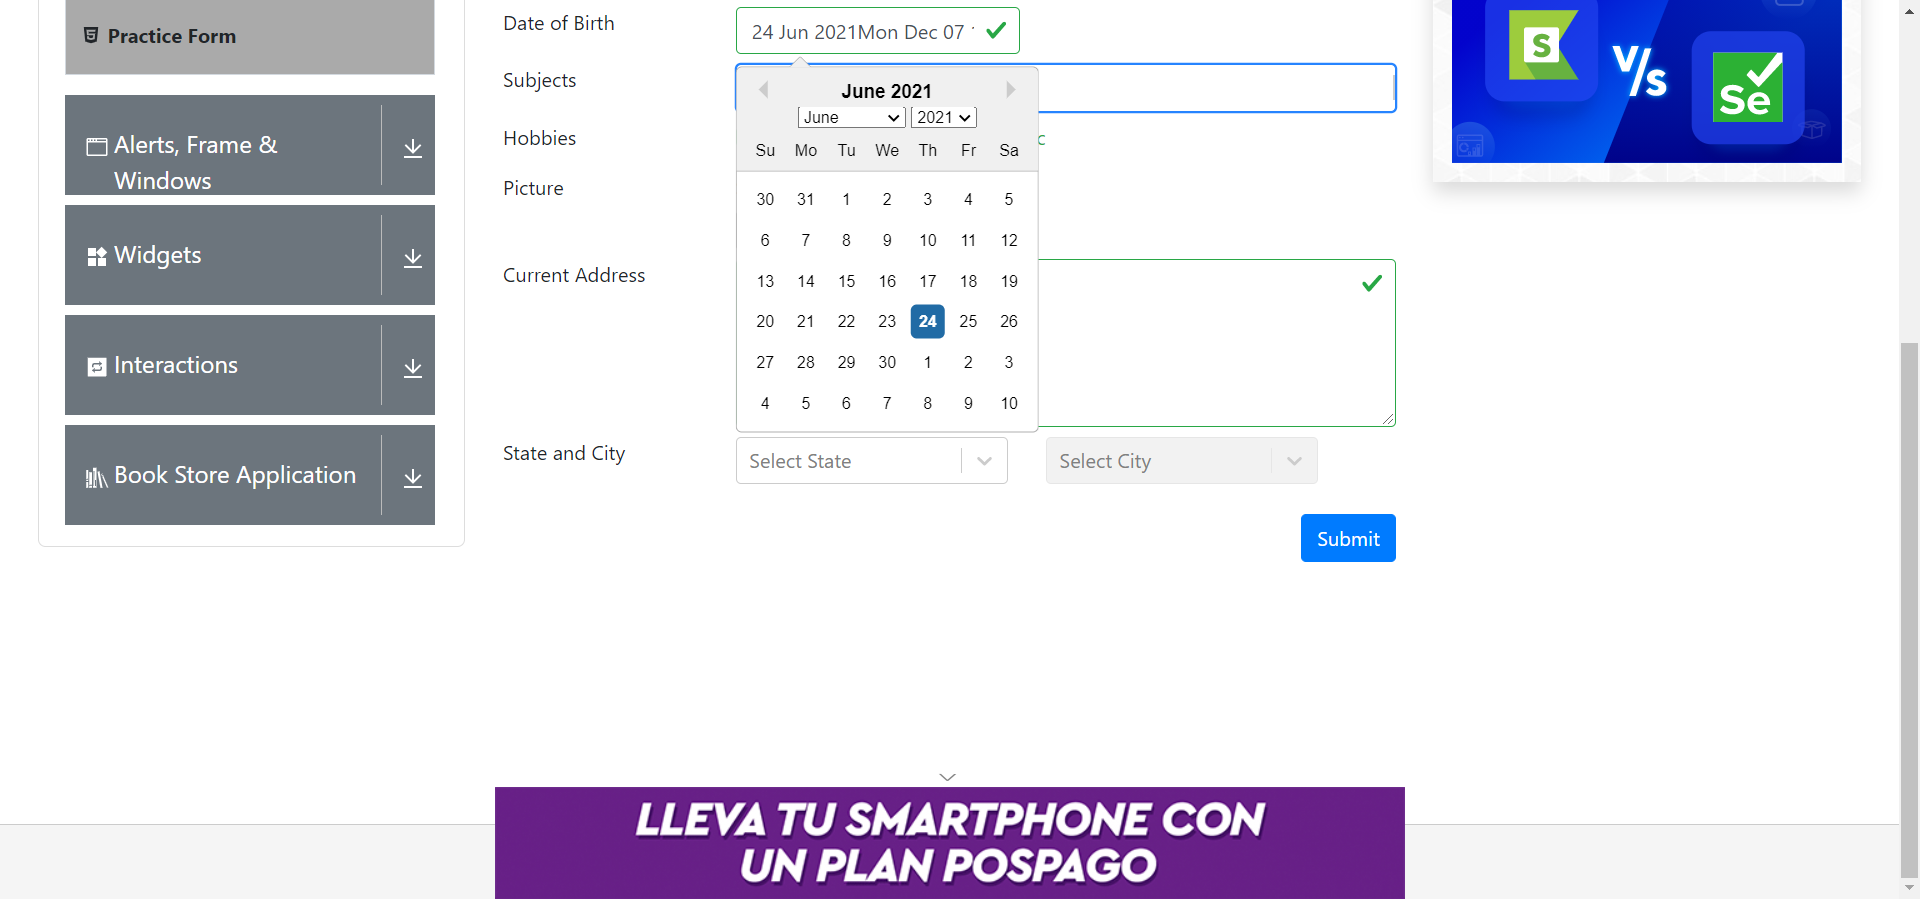 Practice Form
Alerts, Frame &
Windows
Widgets
Interactions
Book Store Application
Date of Birth
24 Jun 2021Mon Dec 07
Subjects
June 2021
June
2021
Su Mo Tu We Th Fr Sa
30 31 1 2 3 4 5
6 7 8 9 10 11 12
13 14 15 16 17 18 19
20 21 22 23 24 25 26
27 28 29 30 1 2 3
4 5 6 7 8 9 10
Hobbies
c
Picture
Current Address
State and City
Select State
Select City
Submit
S
V/s
Se
LLEVA TU SMARTPHONE CON
UN PLAN POSPAGO